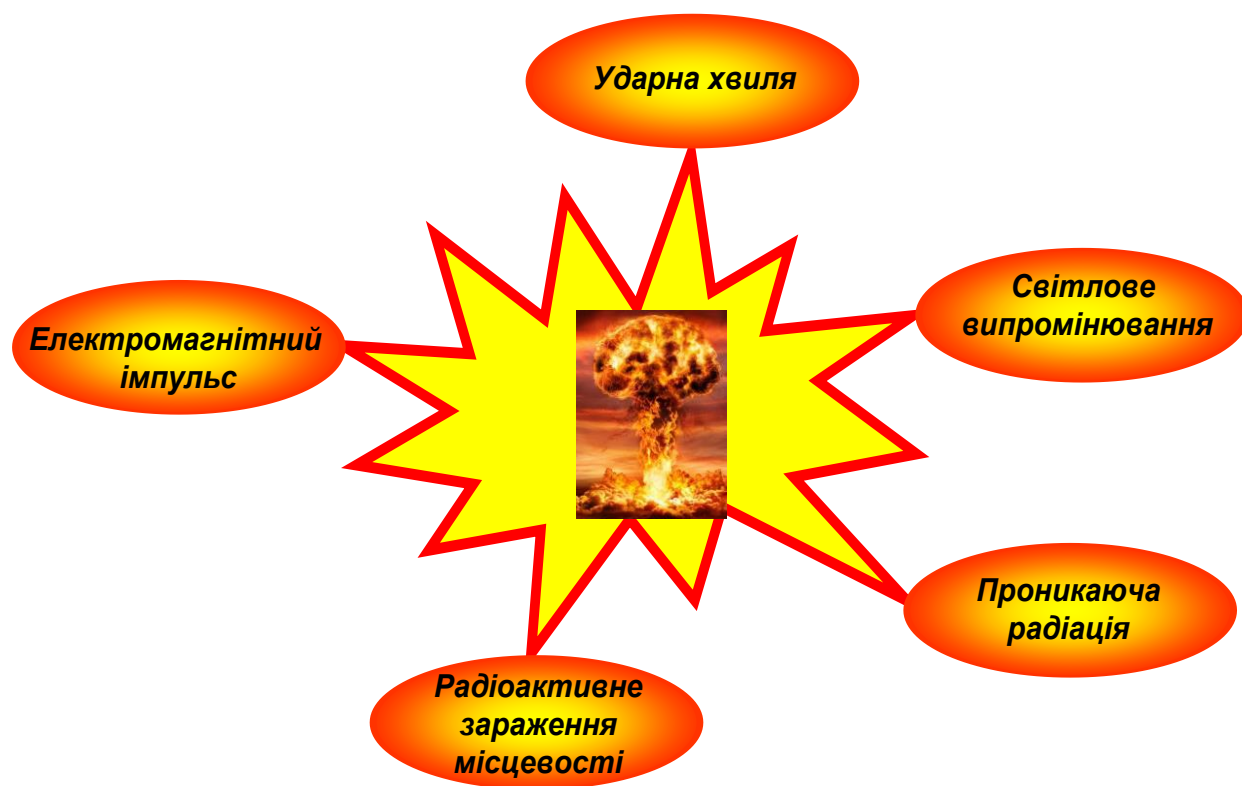 Ударна хвиля
Світлове
випромінювання
Електромагнітний
імпульс
Проникаюча
радіація
Радіоактивне
зараження
місцевості